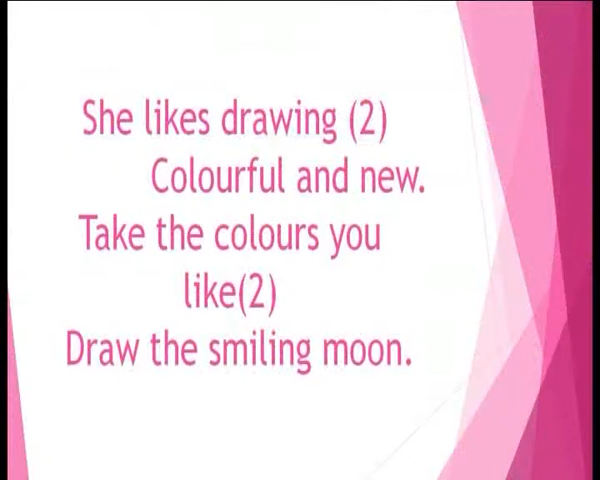 She likes drawing (2)
Colourful and new.
Take the colours you
like(2)
Draw the smiling moon.